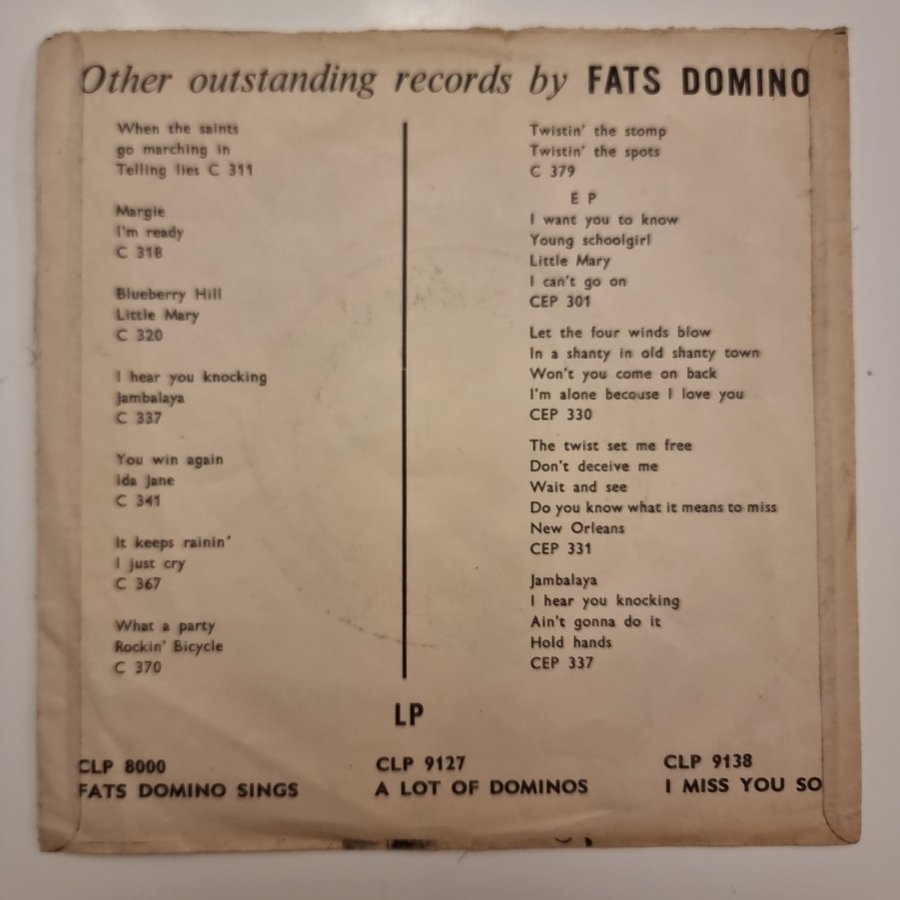 Other outstanding records by FATS DOMINO
When the saints
go marching in
Telling lies C 311
Margie
I'm ready
C 318
Blueberry Hill
Little Mary
C 320
I hear you knocking
Jambalaya
C 337
You win again
Ida Jane
C 341
It keeps rainin'
I just cry
C 367
What a party
Rockin' Bicycle
C 370
Twistin' the stomp
Twistin' the spots
C 379
E P
I want you to know
Young schoolgirl
Little Mary
I can't go on
CEP 301
Let the four winds blow
In a shanty in old shanty town
Won't you come on back
I'm alone becouse I love you
CEP 330
The twist set me free
Don't deceive me
Wait and see
Do you know what it means to miss
New Orleans
CEP 331
Jambalaya
I hear you knocking
Ain't gonna do it
Hold hands
CEP 337
LP
CLP 8000
FATS DOMINO SINGS
CLP 9127
A LOT OF DOMINOS
CLP 9138
I MISS YOU SO